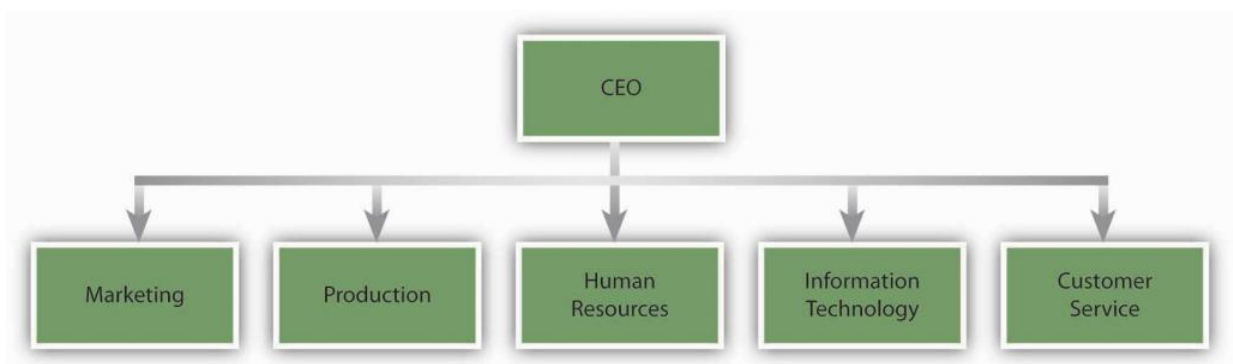 CEO
Marketing
Production
Human
Resources
Information
Technology
Customer
Service